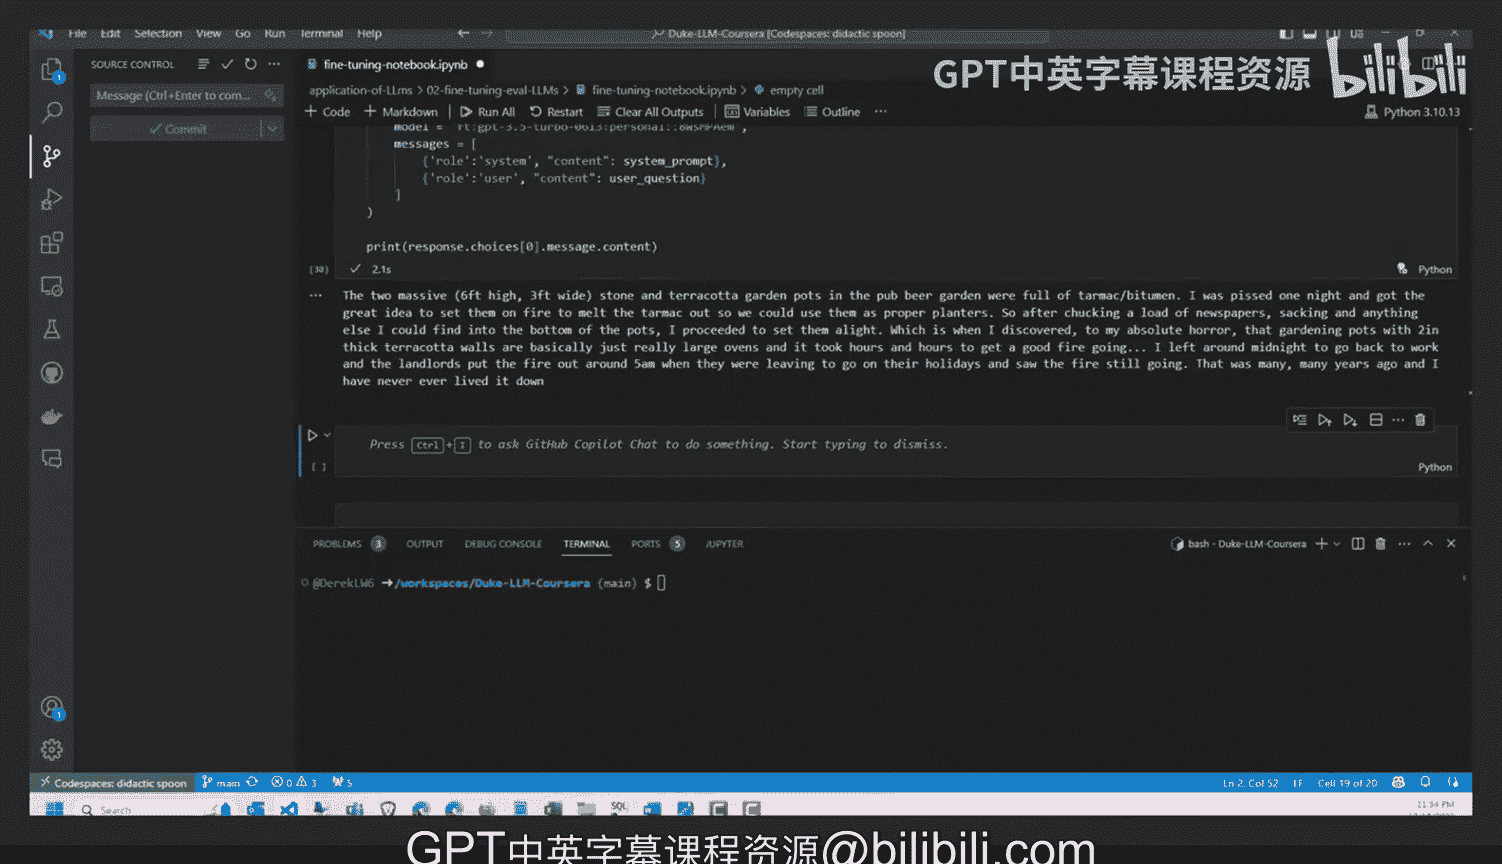 File Edit Selection View Go Run Terminal Help
Duke-LLM-Coursera [Codespaces: didactic spoon]
GPT中英字幕课程资源 bilibili
SOURCE CONTROL
fine-tuning-notebook.ipynb
application-of-LLms > 02-fine-tuning-eval-LLMs > fine-tuning-notebook.ipynb > empty cell
Message (Ctrl+Enter to com...
Commit
+ Code + Markdown Run All Restart Clear All Outputs Variables Outline ...
Python 3.10.13
messages = [
{'role':'system', "content": system_prompt},
{'role':'user', "content": user_question}
]
)
print(response.choices[0].message.content)
[30] 2.1s
Python
The two massive (6ft high, 3ft wide) stone and terracotta garden pots in the pub beer garden were full of tarmac/bitumen. I was pissed one night and got the
great idea to set them on fire to melt the tarmac out so we could use them as proper planters. So after chucking a load of newspapers, sacking and anything
else I could find into the bottom of the pots, I proceeded to set them alight. Which is when I discovered, to my absolute horror, that gardening pots with 2in
thick terracotta walls are basically just really large ovens and it took hours and hours to get a good fire going... I left around midnight to go back to work
and the landlords put the fire out around 5am when they were leaving to go on their holidays and saw the fire still going. That was many, many years ago and I
have never ever lived it down
Press Ctrl+I to ask GitHub Copilot Chat to do something. Start typing to dismiss.
[ ]
Python
PROBLEMS 3 OUTPUT DEBUG CONSOLE TERMINAL PORTS 5 JUPYTER
bash - Duke-LLM-Coursera
@DerekLW6 →/workspaces/Duke-LLM-Coursera (main) $
Codespaces: didactic spoon main 0 3 5
Ln 2, Col 52 LF Cell 19 of 20
Search
11:54 PM
GPT中英字幕课程资源@bilibili.com